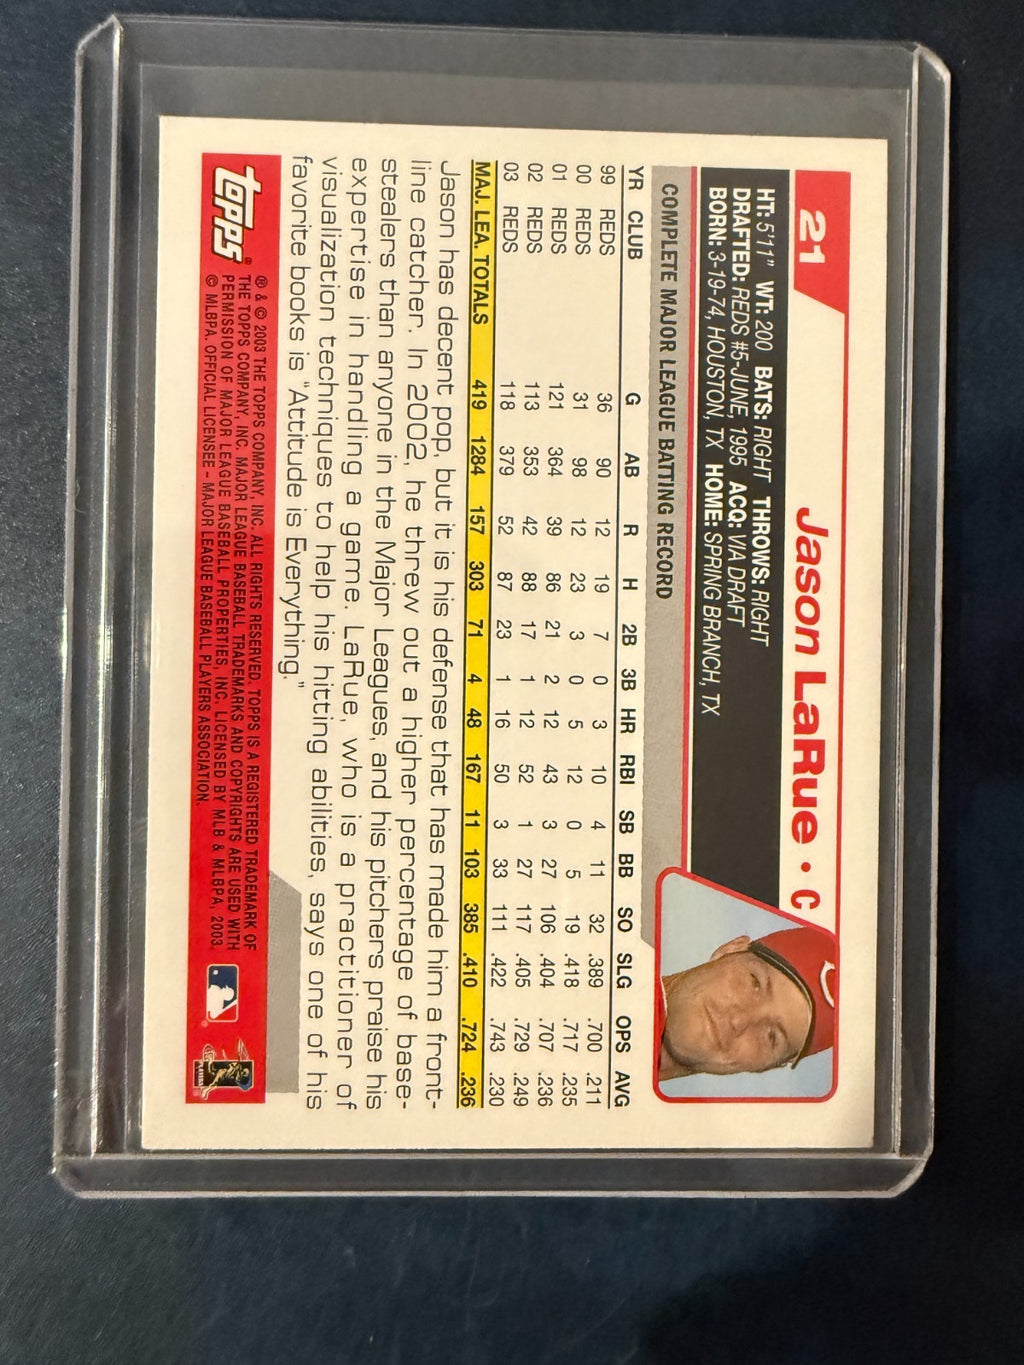 21
Jason LaRue • C
HT: 5'11" WT: 200 BATS: RIGHT THROWS: RIGHT
DRAFTED: REDS #5-JUNE, 1995 ACQ: VIA DRAFT
BORN: 3-19-74, HOUSTON, TX HOME: SPRING BRANCH, TX
COMPLETE MAJOR LEAGUE BATTING RECORD
YR CLUB G AB R H 2B 3B HR RBI SB BB SO SLG OPS AVG
99 REDS 36 90 12 19 7 0 3 10 4 11 32 .389 .700 .211
00 REDS 31 98 12 23 3 0 5 12 0 5 19 .418 .717 .235
01 REDS 121 364 39 86 21 2 12 43 3 27 106 .404 .707 .236
02 REDS 113 353 42 88 17 1 12 52 1 27 117 .405 .729 .249
03 REDS 118 379 52 87 23 1 16 50 3 33 111 .422 .743 .230
MAJ. LEA. TOTALS 419 1284 157 303 71 4 48 167 11 103 385 .410 .724 .236
Jason has decent pop, but it is his defense that has made him a front-
line catcher. In 2002, he threw out a higher percentage of base-
stealers than anyone in the Major Leagues, and his pitchers praise his
expertise in handling a game. LaRue, who is a practitioner of
visualization techniques to help his hitting abilities, says one of his
favorite books is "Attitude is Everything."
Topps®
® & © 2003 THE TOPPS COMPANY, INC. ALL RIGHTS RESERVED. TOPPS IS A REGISTERED TRADEMARK OF
THE TOPPS COMPANY, INC. MAJOR LEAGUE BASEBALL TRADEMARKS AND COPYRIGHTS ARE USED WITH
PERMISSION OF MAJOR LEAGUE BASEBALL PROPERTIES, INC. LICENSED BY MLB & MLBPA, 2003.
© MLBPA. OFFICIAL LICENSEE – MAJOR LEAGUE BASEBALL PLAYERS ASSOCIATION.